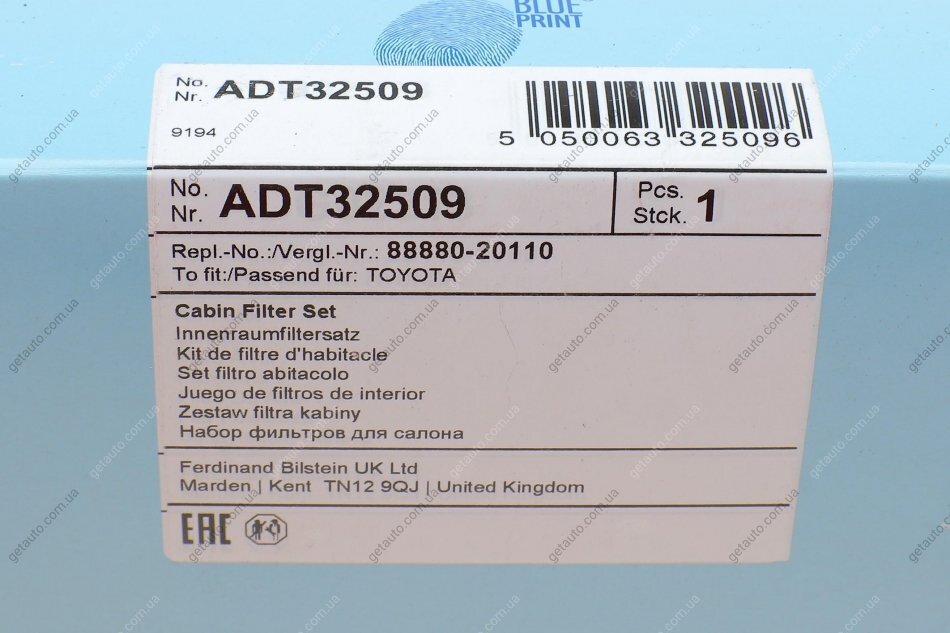 BLUE
PRINT
No. ADT32509
Nr.
9194
5 050063 325096
No. ADT32509
Nr.
Pcs. 1
Stck.
Repl.-No.:/Vergl.-Nr.: 88880-20110
To fit:/Passend für: TOYOTA
Cabin Filter Set
Innenraumfiltersatz
Kit de filtre d'habitacle
Set filtro abitacolo
Juego de filtros de interior
Zestaw filtra kabiny
Набор фильтров для салона
Ferdinand Bilstein UK Ltd
Marden | Kent TN12 9QJ | United Kingdom
EAC
getauto.com.ua